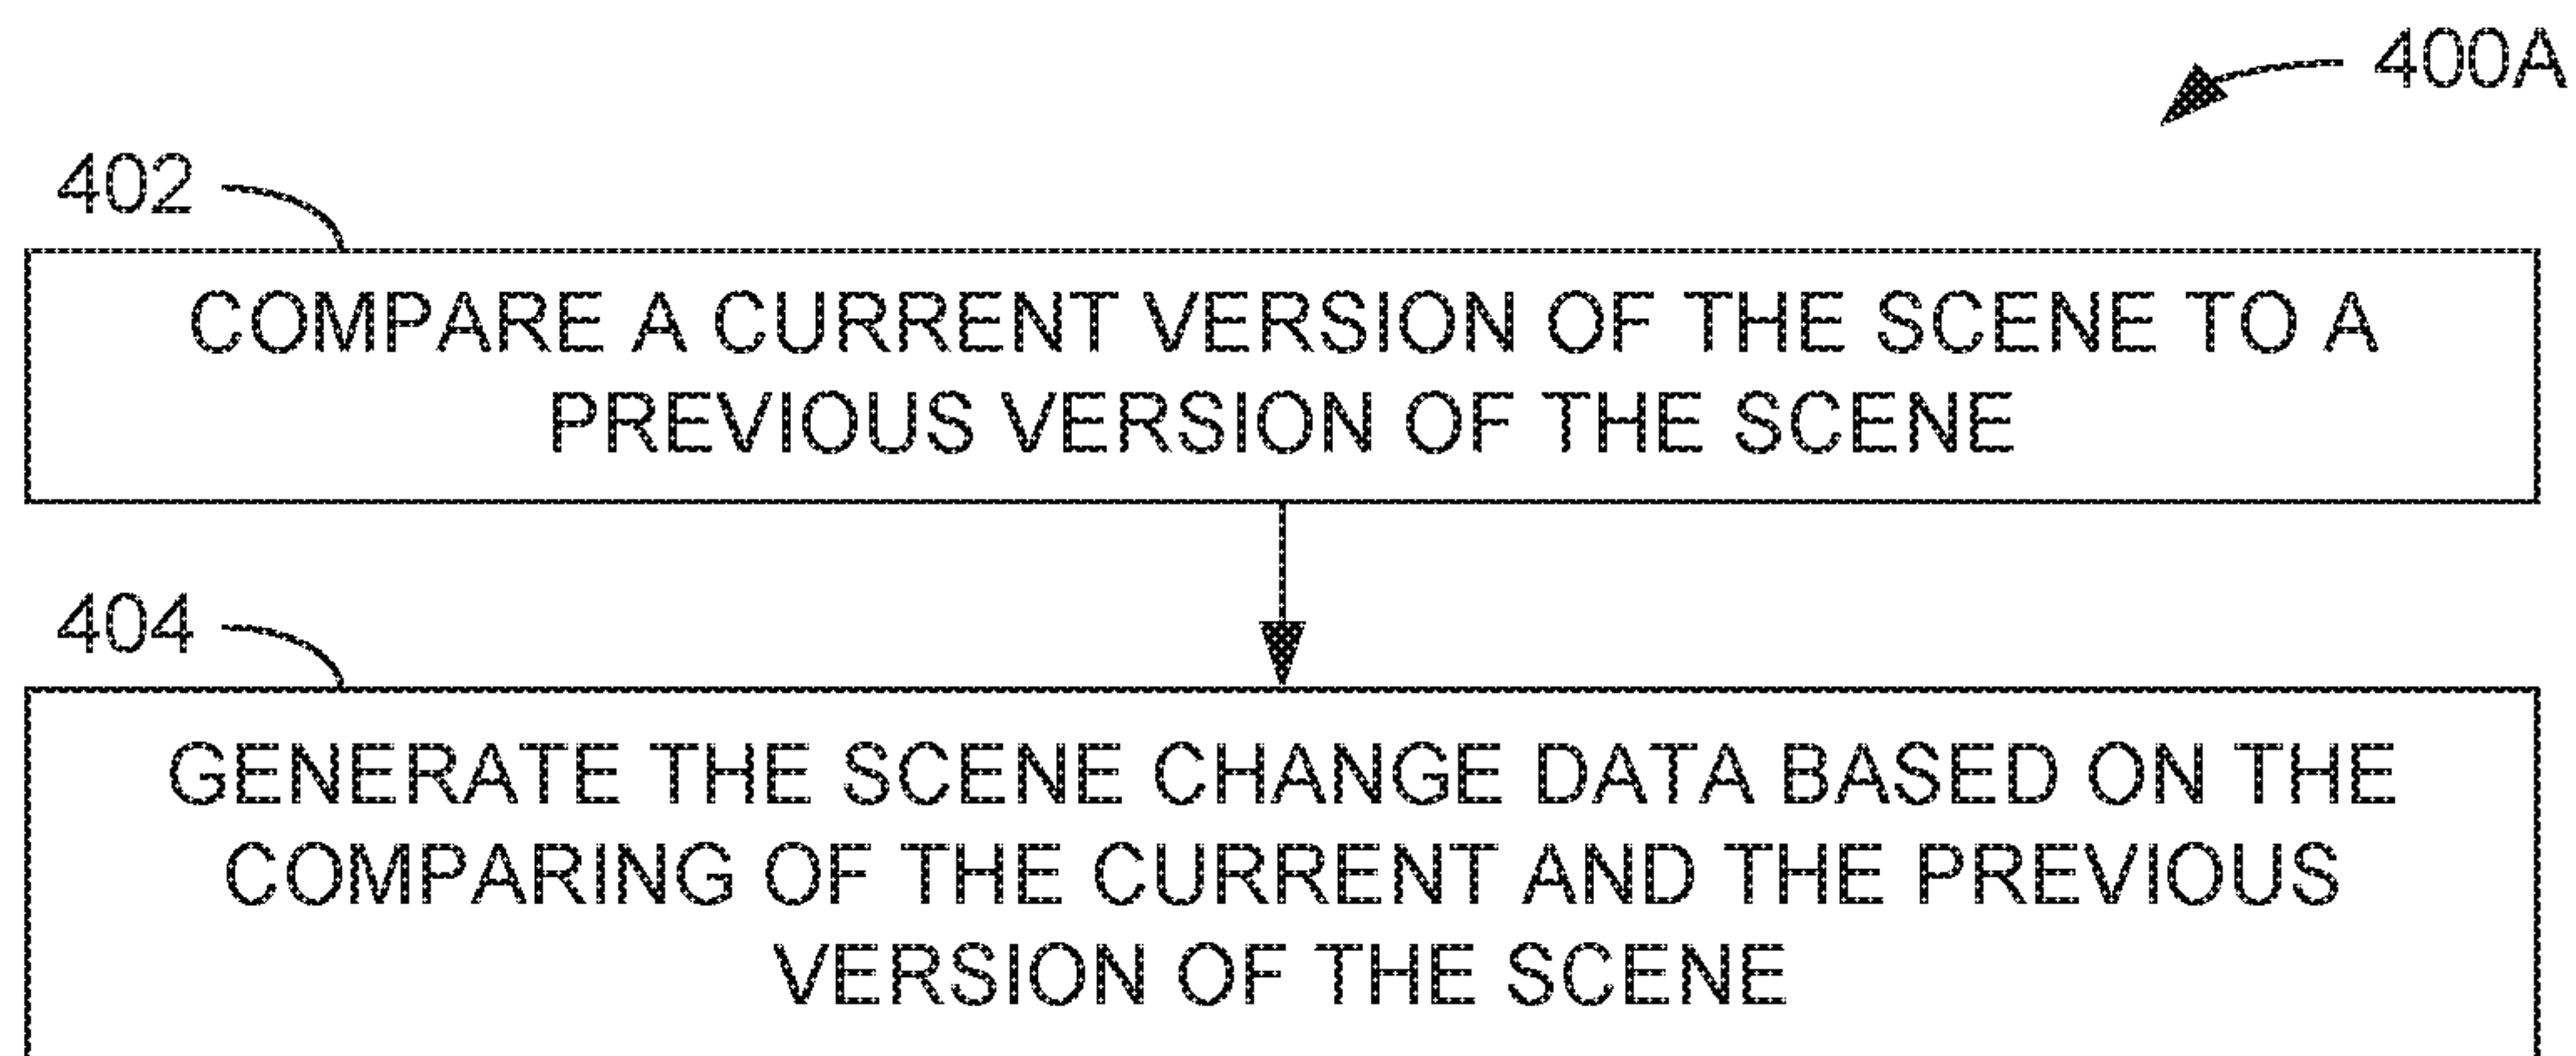 400A
402
COMPARE A CURRENT VERSION OF THE SCENE TO A
PREVIOUS VERSION OF THE SCENE
404
GENERATE THE SCENE CHANGE DATA BASED ON THE
COMPARING OF THE CURRENT AND THE PREVIOUS
VERSION OF THE SCENE